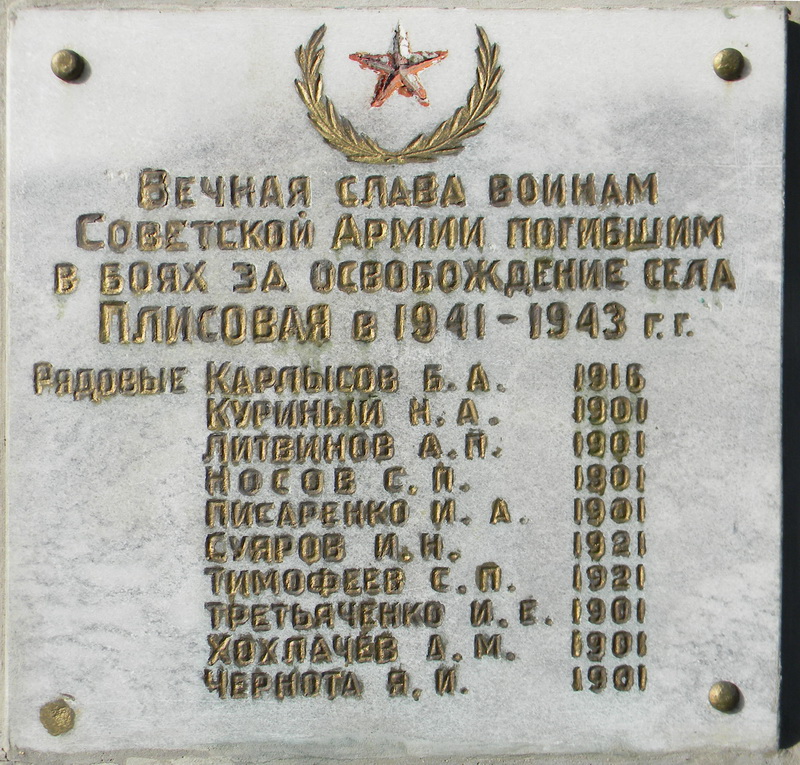 Вечная слава воинам
Советской Армии погибшим
в боях за освобождение села
Плисовая в 1941-1943 г.г.
Рядовые Карлысов Б. А. 1916
Куриный Н. А. 1901
Литвинов А. П. 1901
Носов С. П. 1901
Писаренко И. А. 1901
Суяров И. Н. 1921
Тимофеев С. П. 1921
Третьяченко И. Е. 1901
Хохлачёв Д. М. 1901
Чернота Я. И. 1901